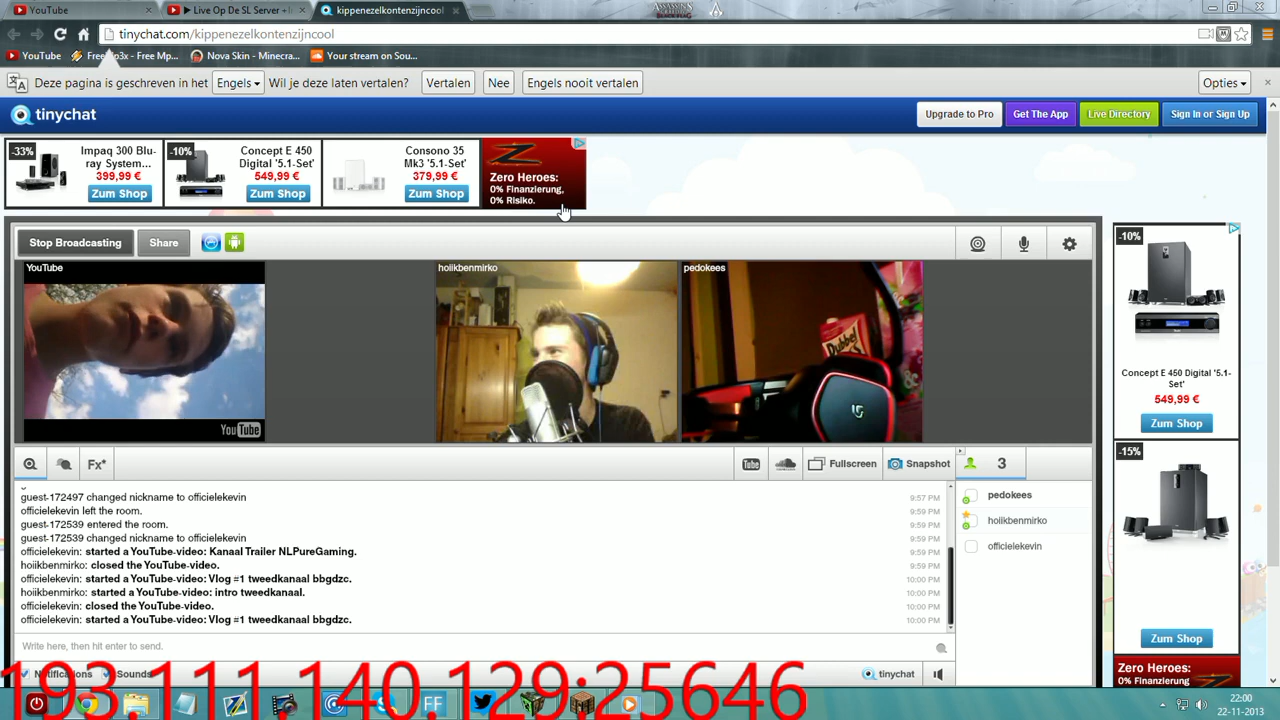 YouTube
Live Op De SL Server
kippenezelkontenzijncool
tinychat.com/kippenezelkontenzijncool
YouTube
Nova Skin - Minecra...
Your stream on Sou...
Deze pagina is geschreven in het Engels Wil je deze laten vertalen? Vertalen Nee Engels nooit vertalen Opties
tinychat
Upgrade to Pro
Get The App
Live Directory
Sign In or Sign Up
-33%
Impaq 300 Blu-
ray System...
399,99 €
Zum Shop
-10%
Concept E 450
Digital '5.1-Set'
549,99 €
Zum Shop
Consono 35
Mk3 '5.1-Set'
379,99 €
Zum Shop
Zero Heroes:
0% Finanzierung,
0% Risiko.
Stop Broadcasting
Share
YouTube
hoiikbenmirko
pedokees
Dubbel
YouTube
Fx*
You Tube
Fullscreen
Snapshot
3
guest-172497 changed nickname to officielekevin 9:57 PM
officielekevin left the room. 9:59 PM
guest-172539 entered the room. 9:59 PM
guest-172539 changed nickname to officielekevin 9:59 PM
officielekevin: started a YouTube-video: Kanaal Trailer NLPureGaming. 9:59 PM
hoiikbenmirko: closed the YouTube-video. 9:59 PM
officielekevin: started a YouTube-video: Vlog #1 tweedkanaal bbgdzc. 10:00 PM
hoiikbenmirko: started a YouTube-video: intro tweedkanaal. 10:00 PM
officielekevin: closed the YouTube-video. 10:00 PM
officielekevin: started a YouTube-video: Vlog #1 tweedkanaal bbgdzc. 10:00 PM
Write here, then hit enter to send.
pedokees
hoiikbenmirko
officielekevin
-10%
Concept E 450 Digital '5.1-
Set'
549,99 €
Zum Shop
-15%
Zum Shop
Zero Heroes:
0% Finanzierung,
Notifications
Sounds
tinychat
193.111.140.129:25646
FF
22:00
22-11-2013